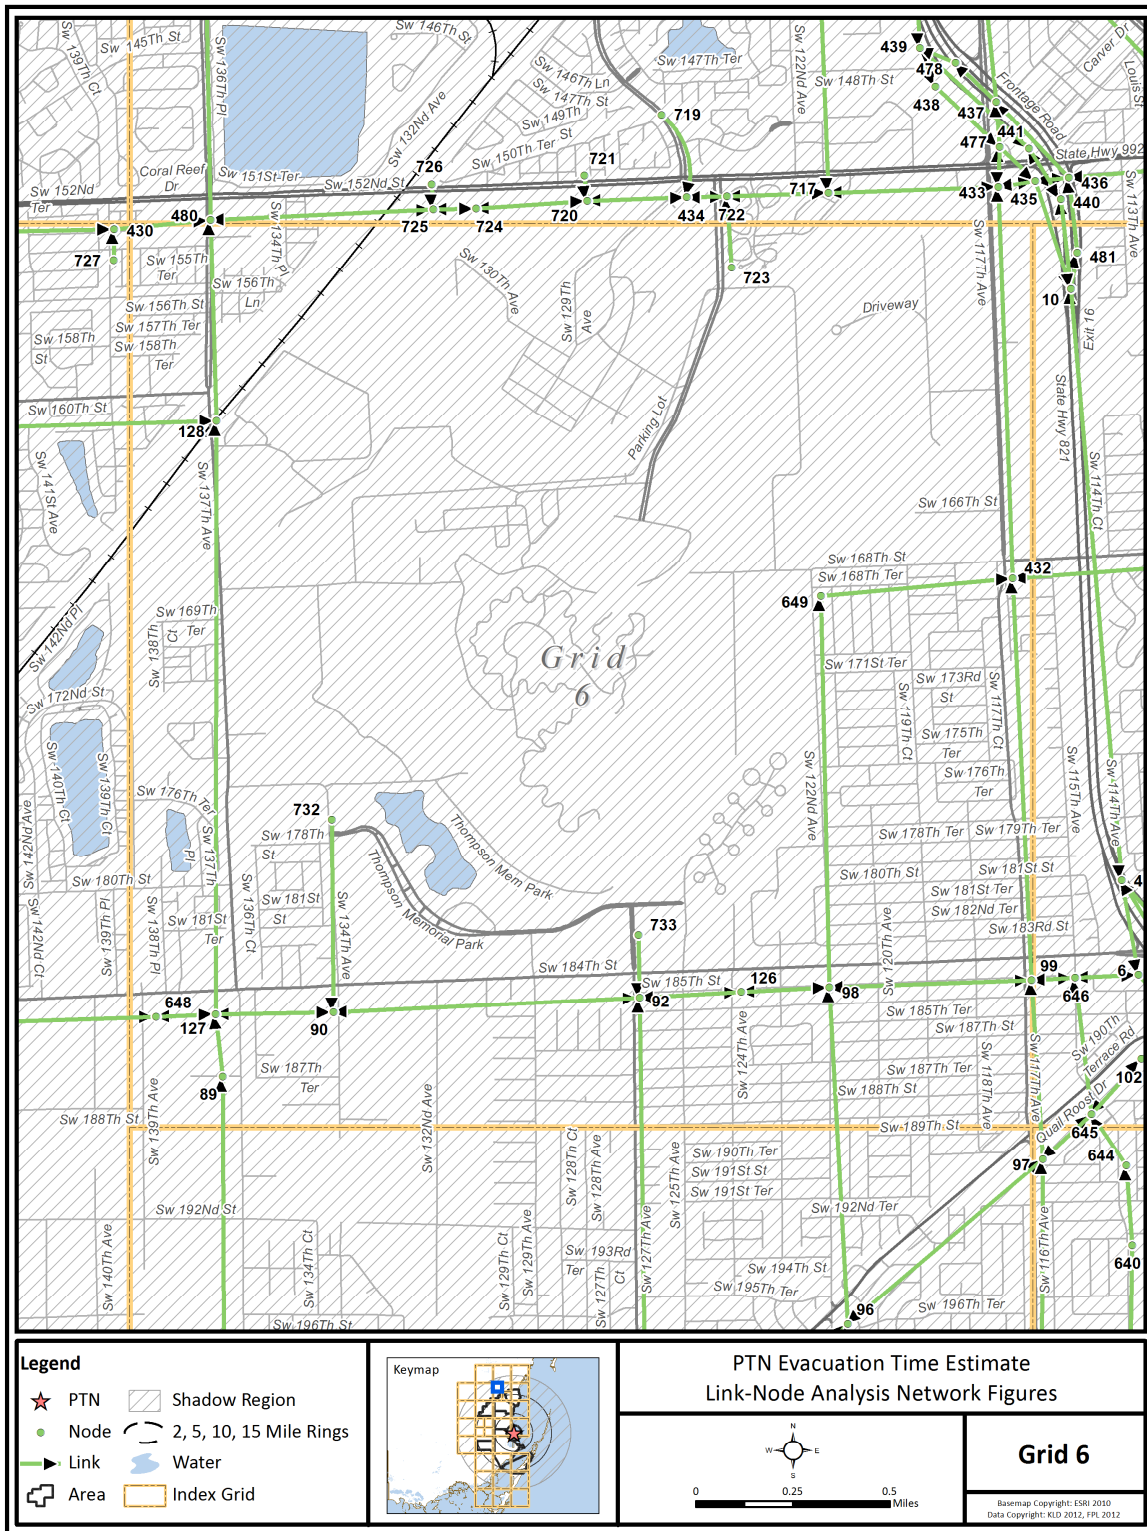 Sw 139Th Ct
Sw 145Th St
Sw 136Th Pl
Sw 146Th St
Sw 132Nd Ave
Sw 146Th Ln
Sw 147Th St
Sw 149Th
St
Sw 150Th Ter
Sw 147Th Ter
Sw 122Nd Ave
Sw 148Th St
439
478
438
437
477
441
Frontage Road
Carver Dr
Louis St
State Hwy 992
719
721
726
Coral Reef
Dr
Sw 151St Ter
Sw 152Nd St
Sw 152Nd
Ter
480
430
727
725
724
720
434
722
717
433
435
436
440
481
10
723
Sw 113Th Ave
Sw 134Th Pl
Sw 155Th
Ter
Sw 156Th
Ln
Sw 156Th St
Sw 157Th Ter
Sw 158Th
St
Sw 158Th
Ter
Sw 130Th Ave
Sw 129Th
Ave
Driveway
Sw 117Th Ave
Exit 16
State Hwy 821
Parking Lot
Sw 160Th St
128
Sw 141St Ave
Sw 137Th Ave
Sw 114Th Ct
Sw 166Th St
Sw 168Th St
Sw 168Th Ter
432
649
Sw 142Nd Pl
Sw 169Th
Ter
Sw 138Th
Ct
Grid
6
Sw 171St Ter
Sw 173Rd
St
Sw 119Th Ct
Sw 117Th Ct
Sw 175Th
Ter
Sw 176Th
Ter
Sw 172Nd St
Sw 140Th Ct
Sw 139Th Ct
Sw 176Th Ter
Sw 137Th
Pl
Sw 142Nd Ave
Sw 122Nd Ave
Sw 115Th Ave
Sw 114Th Ave
732
Sw 178Th
St
Thompson Mem Park
Thompson Memorial Park
Sw 178Th Ter
Sw 179Th Ter
Sw 180Th St
Sw 180Th St
Sw 181St St
Sw 181St Ter
Sw 182Nd Ter
Sw 183Rd St
4
Sw 142Nd Ct
Sw 139Th Pl
Sw 138Th Pl
Sw 181St
Ter
Sw 136Th Ct
Sw 181St
St
Sw 134Th Ave
733
Sw 184Th St
Sw 185Th St
Sw 120Th Ave
648
127
90
92
126
98
99
646
6
Sw 185Th Ter
Sw 187Th St
Sw 190Th
Terrace Rd
Sw 187Th
Ter
89
102
Sw 124Th Ave
Sw 187Th Ter
Sw 188Th St
Sw 118Th Ave
Sw 117Th Ave
Quail Roost Dr
Sw 188Th St
Sw 139Th Ave
Sw 132Nd Ave
Sw 189Th St
645
644
97
Sw 128Th Ct
Sw 128Th Ave
Sw 125Th Ave
Sw 190Th Ter
Sw 191St St
Sw 191St Ter
Sw 192Nd St
Sw 192Nd Ter
Sw 140Th Ave
Sw 134Th Ct
Sw 129Th Ct
Sw 129Th Ave
Sw 193Rd
Ter
Sw 127Th
Ct
Sw 127Th Ave
Sw 194Th St
Sw 195Th Ter
Sw 116Th Ave
640
96
Sw 196Th Ter
Sw 196Th St
Legend
PTN
Shadow Region
Node
2, 5, 10, 15 Mile Rings
Link
Water
Area
Index Grid
Keymap
PTN Evacuation Time Estimate
Link-Node Analysis Network Figures
N
W
E
S
0
0.25
0.5
Miles
Grid 6
Basemap Copyright: ESRI 2010
Data Copyright: KLD 2012, FPL 2012